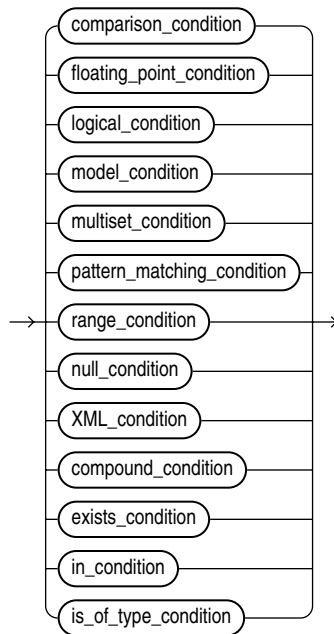 comparison_condition
floating_point_condition
logical_condition
model_condition
multiset_condition
pattern_matching_condition
range_condition
null_condition
XML_condition
compound_condition
exists_condition
in_condition
is_of_type_condition